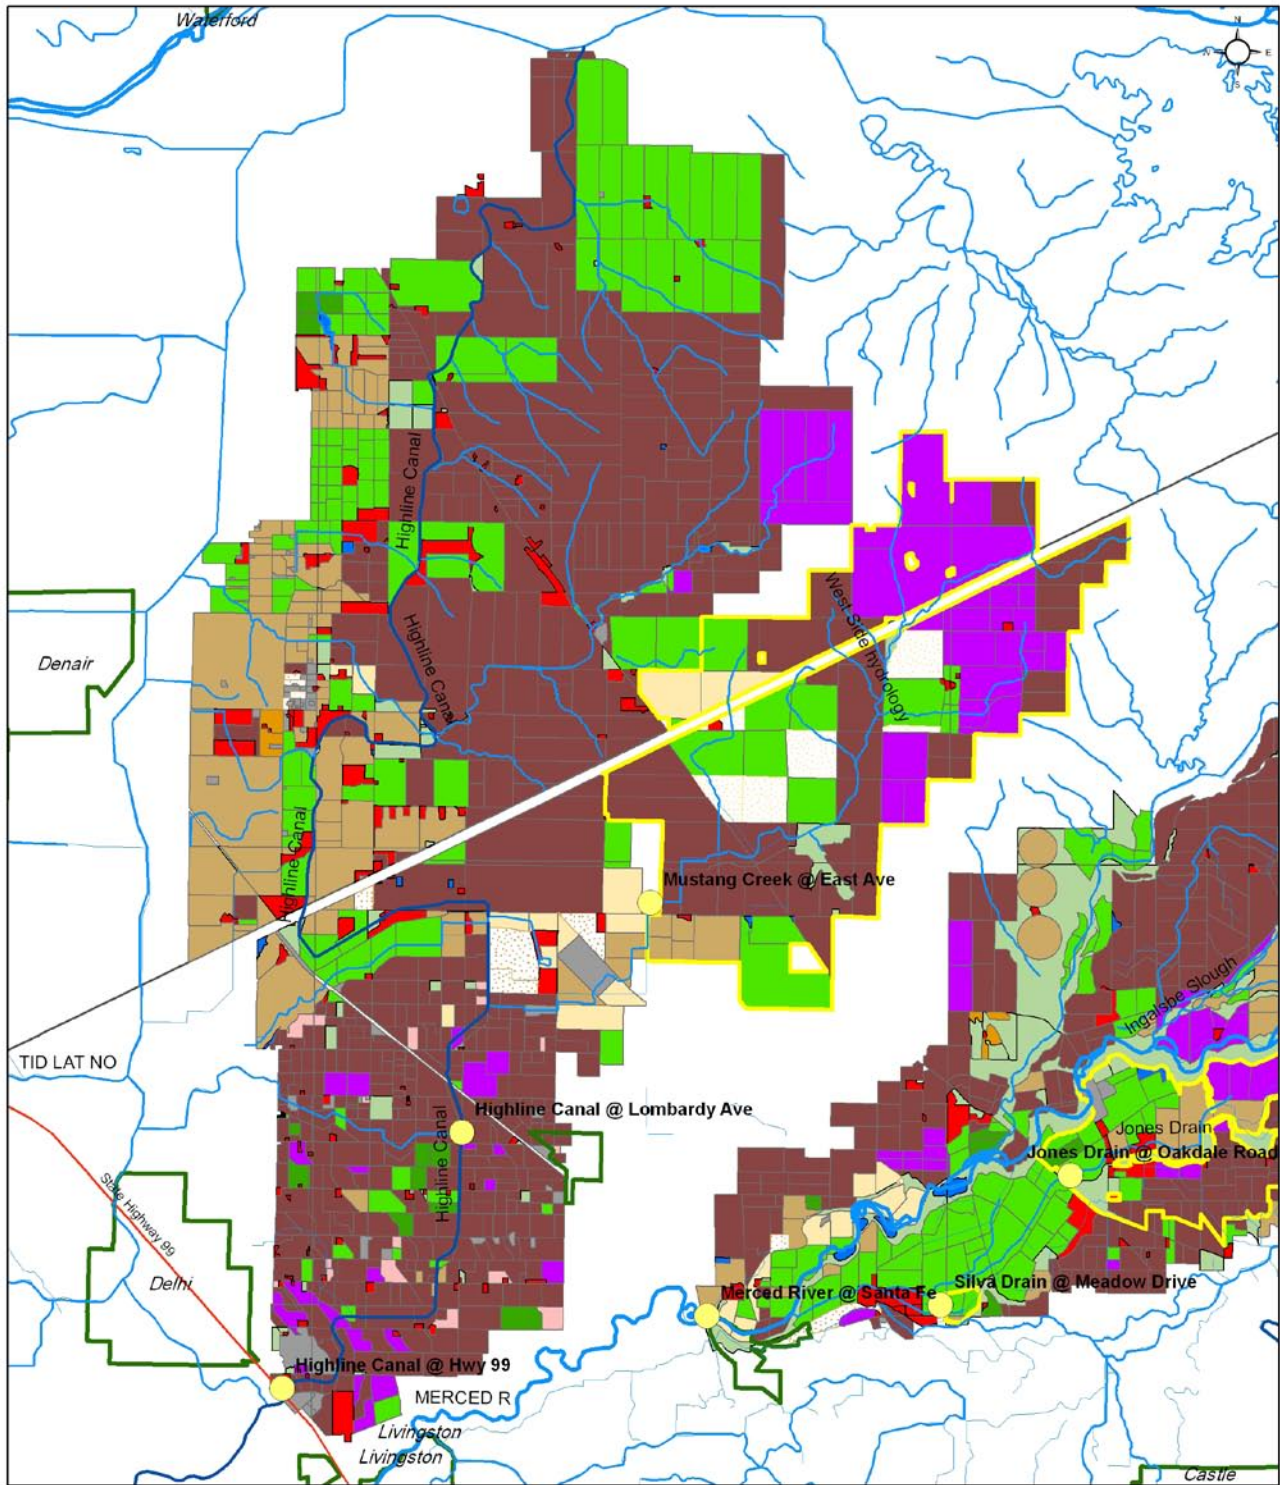 Waterford
N
W E
S
Highline Canal
West Side hydrology
Highline Canal
Denair
Highline Canal
Mustang Creek @ East Ave
Ingalsbe Slough
TID LAT NO
Highline Canal @ Lombardy Ave
Highline Canal
Jones Drain
Jones Drain @ Oakdale Road
State Highway 99
Delhi
Silva Drain @ Meadow Drive
Merced River @ Santa Fe
Highline Canal @ Hwy 99
MERCED R
Livingston
Livingston
Castle